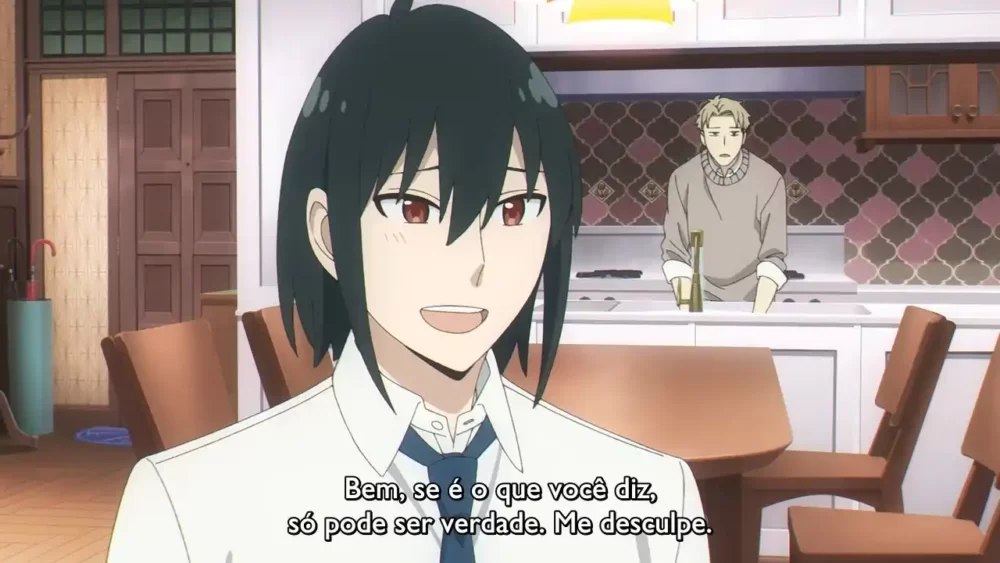 Bem, se é o que você diz,
só pode ser verdade. Me desculpe.